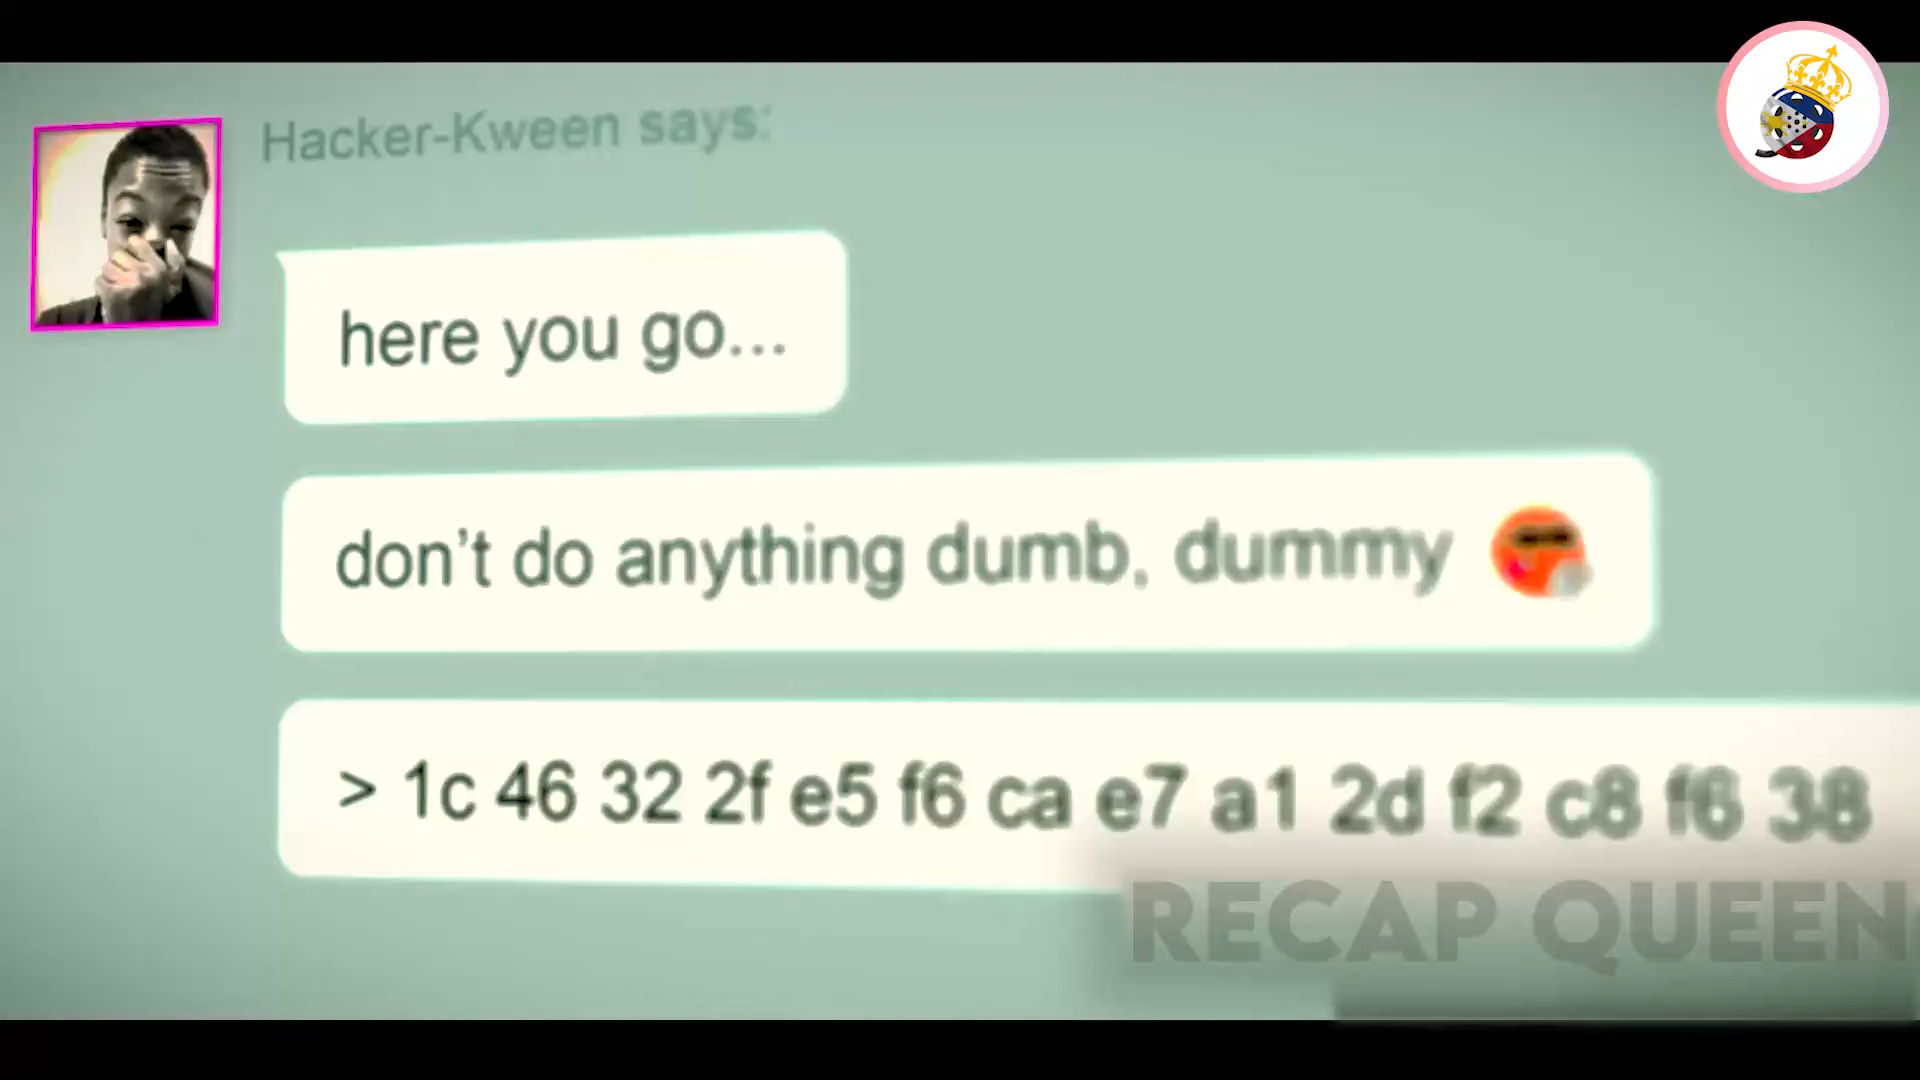 Hacker-Kween says:
here you go...
don't do anything dumb, dummy
> 1c 46 32 2f e5 f6 ca e7 a1 2d f2 c8 f6 38
RECAP QUEEN